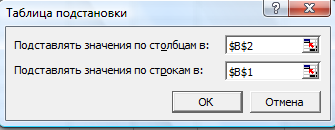 Таблица подстановки
Подставлять значения по столбцам в: $B$2
Подставлять значения по строкам в: $B$1
ОК Отмена